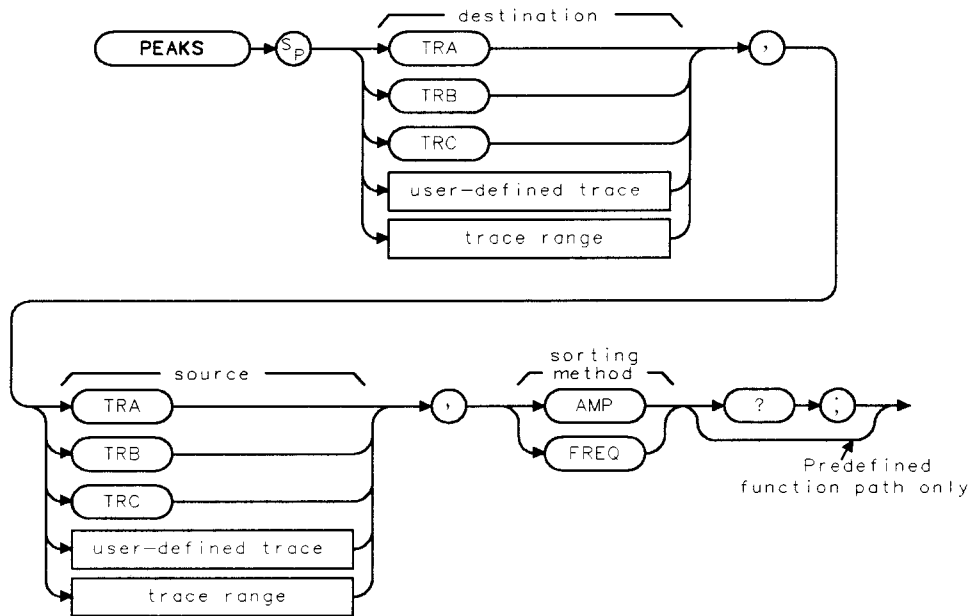 destination
PEAKS
SP
TRA
,
TRB
TRC
user-defined trace
trace range
source
sorting
method
TRA
,
AMP
?
;
TRB
FREQ
Predefined
function path only
TRC
user-defined trace
trace range